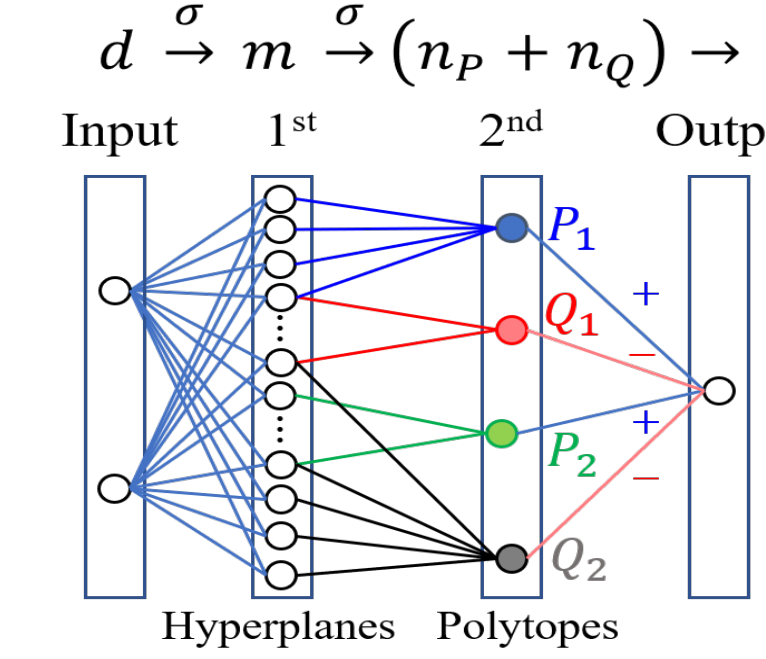 d σ→ m σ→ (n_P + n_Q) →
Input 1st 2nd Outp
P₁
+
Q₁
−
+
P₂
−
Q₂
Hyperplanes Polytopes